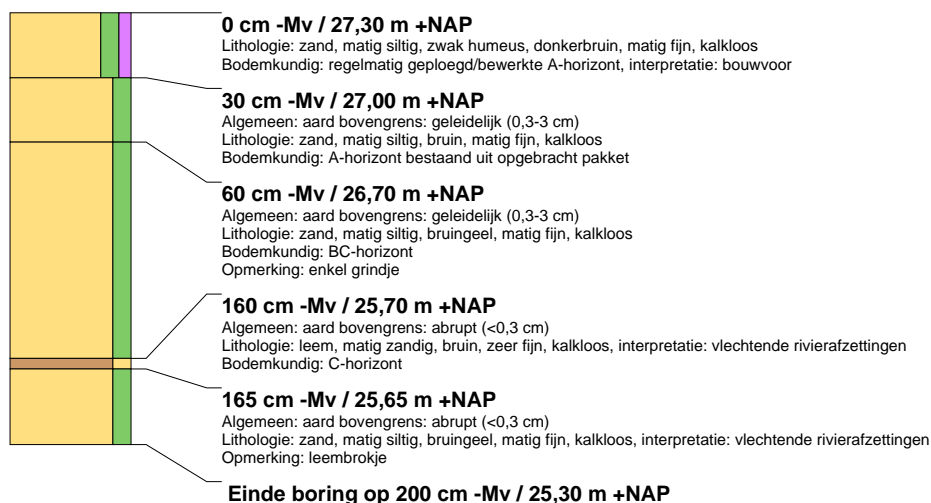 0 cm -Mv / 27,30 m +NAP
Lithologie: zand, matig siltig, zwak humeus, donkerbruin, matig fijn, kalkloos
Bodemkundig: regelmatig geploegd/bewerkte A-horizont, interpretatie: bouwvoor
30 cm -Mv / 27,00 m +NAP
Algemeen: aard bovengrens: geleidelijk (0,3-3 cm)
Lithologie: zand, matig siltig, bruin, matig fijn, kalkloos
Bodemkundig: A-horizont bestaand uit opgebracht pakket
60 cm -Mv / 26,70 m +NAP
Algemeen: aard bovengrens: geleidelijk (0,3-3 cm)
Lithologie: zand, matig siltig, bruingeel, matig fijn, kalkloos
Bodemkundig: BC-horizont
Opmerking: enkel grindje
160 cm -Mv / 25,70 m +NAP
Algemeen: aard bovengrens: abrupt (<0,3 cm)
Lithologie: leem, matig zandig, bruin, zeer fijn, kalkloos, interpretatie: vlechtende rivierafzettingen
Bodemkundig: C-horizont
165 cm -Mv / 25,65 m +NAP
Algemeen: aard bovengrens: abrupt (<0,3 cm)
Lithologie: zand, matig siltig, bruingeel, matig fijn, kalkloos, interpretatie: vlechtende rivierafzettingen
Opmerking: leembrokje
Einde boring op 200 cm -Mv / 25,30 m +NAP